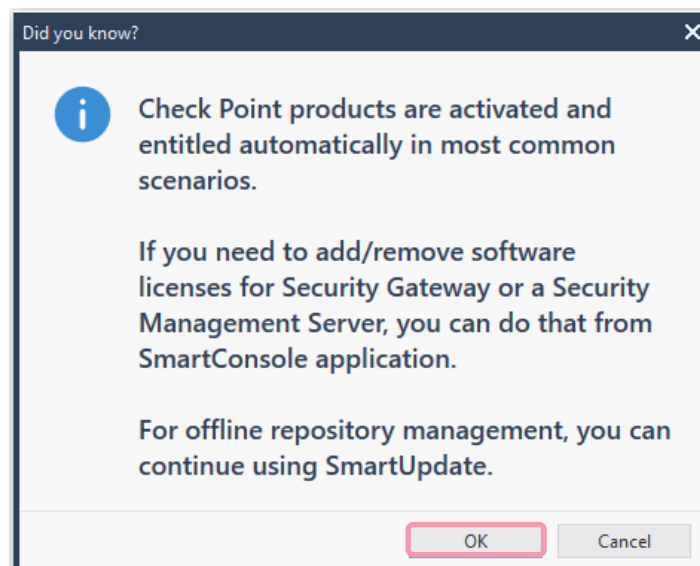 Did you know?
Check Point products are activated and
entitled automatically in most common
scenarios.
If you need to add/remove software
licenses for Security Gateway or a Security
Management Server, you can do that from
SmartConsole application.
For offline repository management, you can
continue using SmartUpdate.
OK
Cancel